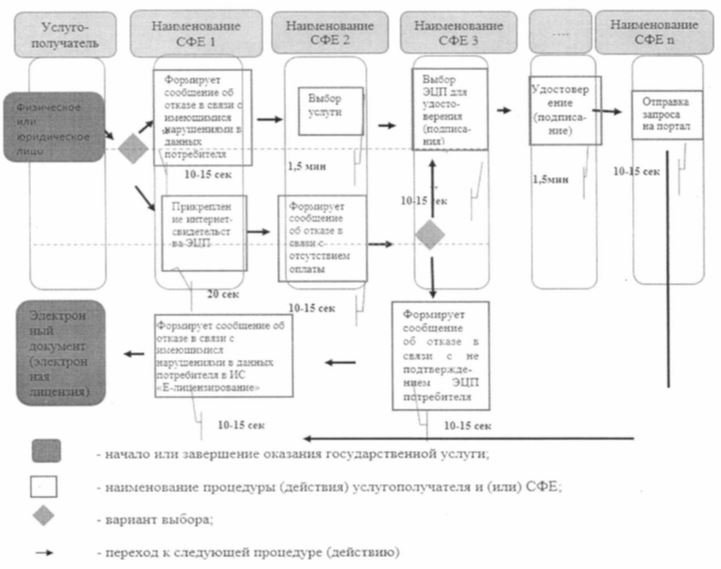 Услуго-
получатель
Наименование
СФЕ 1
Наименование
СФЕ 2
Наименование
СФЕ 3
....
Наименование
СФЕ n
Физическое
или
юридическое
лицо
Формирует
сообщение об
отказе в связи с
имеющимися
нарушениями в
данных
потребителя
10-15 сек
Выбор
услуги
1,5 мин
Выбор
ЭЦП для
удосто-
верения
(подписа-
ния)
10-15 сек
Удостовер
ение
(подписа-
ние)
1,5мин
Отправка
запроса
на портал
10-15 сек
Прикреплен
ие интернет-
свидетельст
ва ЭЦП
20 сек
Формирует
сообщение об
отказе в
связи с
отсутствием
оплаты
10-15 сек
Электрон
ный
документ
(электрон
ная
лицензия)
Формирует сообщение об
отказе в связи с
имеющимися
нарушениями в данных
потребителя в ИС
«Е-лицензирование»
10-15 сек
Формирует
сообщение
об отказе в
связи с не
подтвержде-
нием ЭЦП
потребителя
10-15 сек
- начало или завершение оказания государственной услуги;
- наименование процедуры (действия) услугополучателя и (или) СФЕ;
- вариант выбора;
- переход к следующей процедуре (действию)